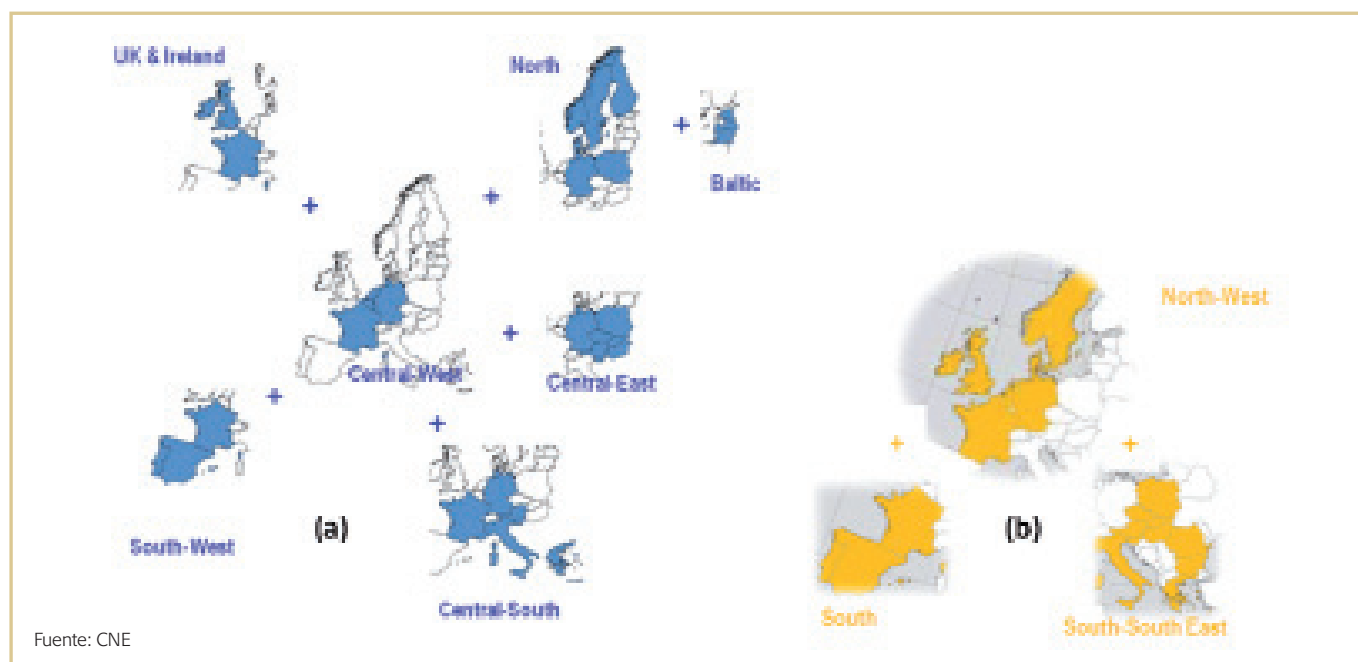 UK & Ireland
North
+
Baltic
+
+
North-West
Central-West
+
Central-East
+
+
+
+
(a)
(b)
South-West
South
Central-South
South-South East
Fuente: CNE